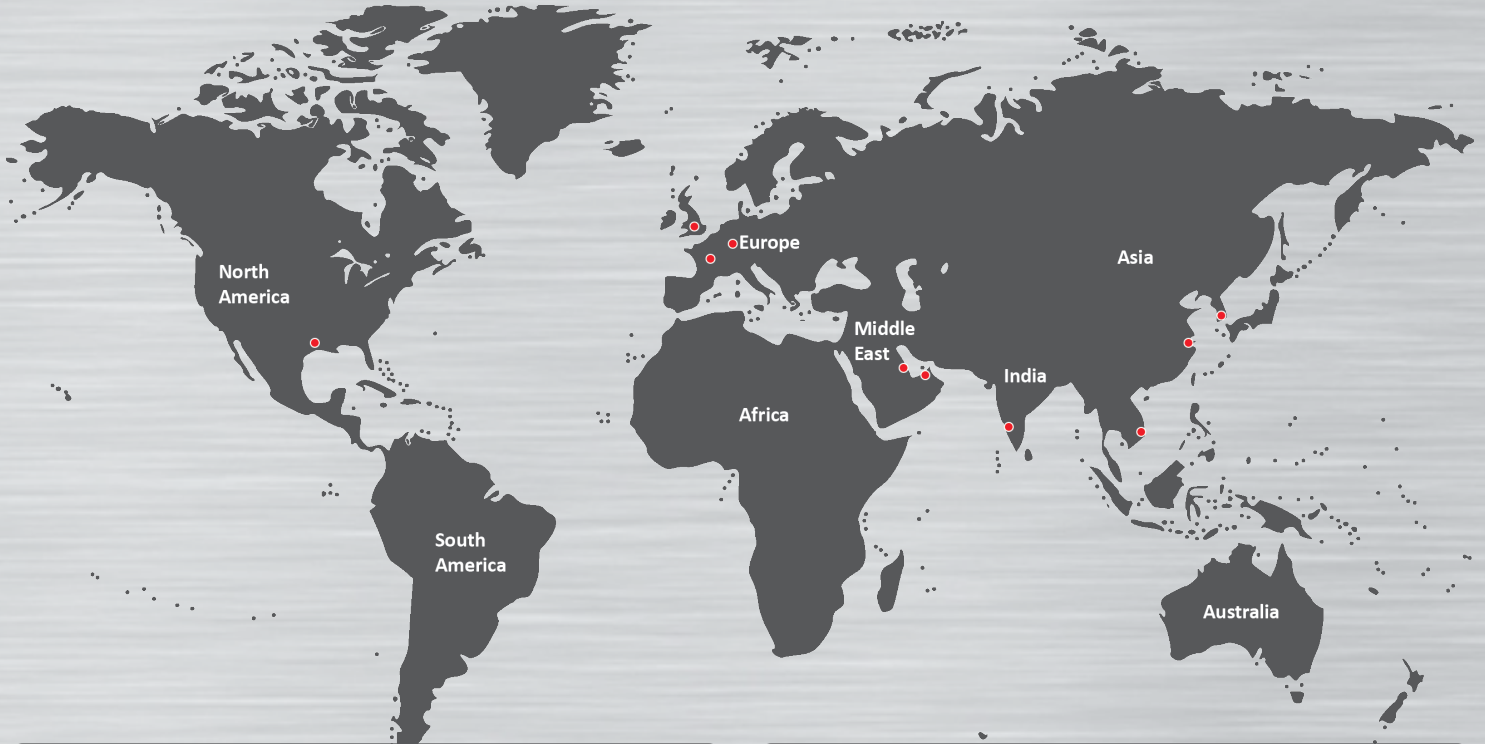 North
America
Europe
Asia
Middle
East
India
Africa
South
America
Australia